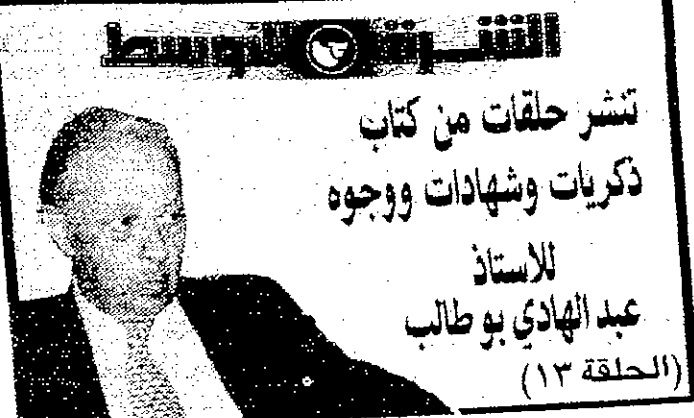 الشرق الأوسط
تنشر حلقات من كتاب
ذكريات وشهادات ووجوه
للاستاذ
عبد الهادي بو طالب
(الحلقة ١٣)